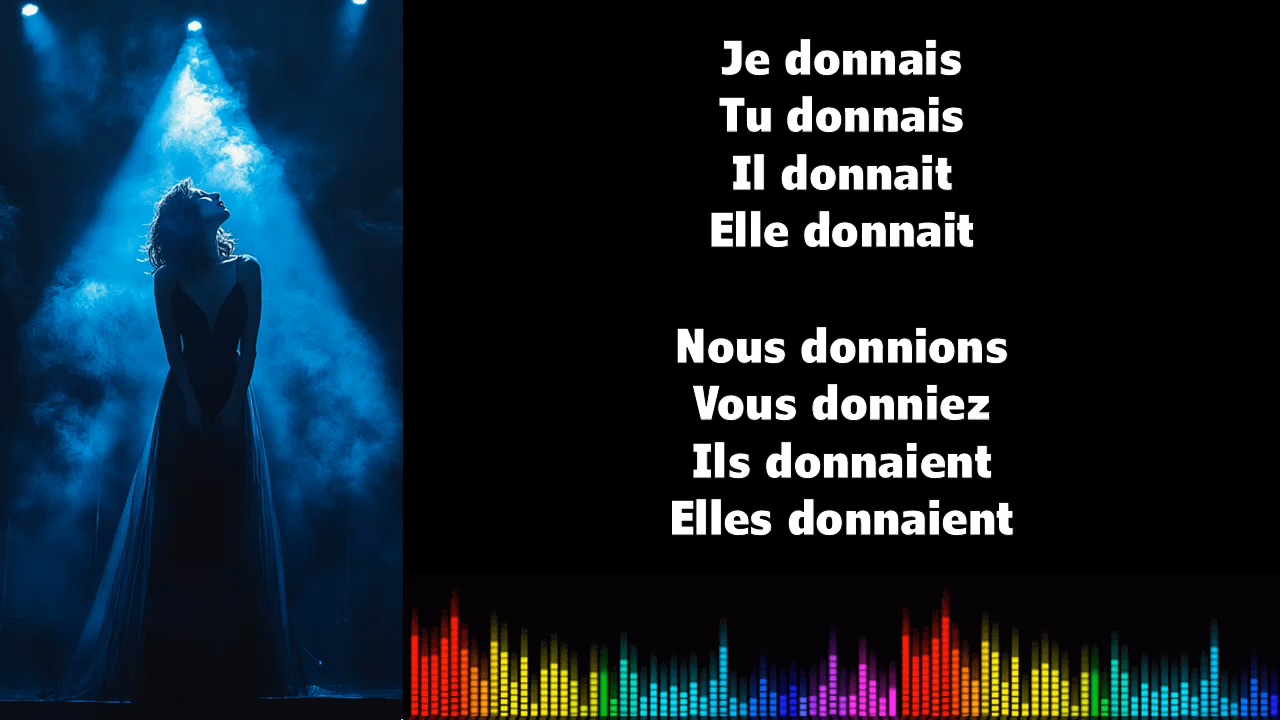 Je donnais
Tu donnais
Il donnait
Elle donnait
Nous donnions
Vous donniez
Ils donnaient
Elles donnaient